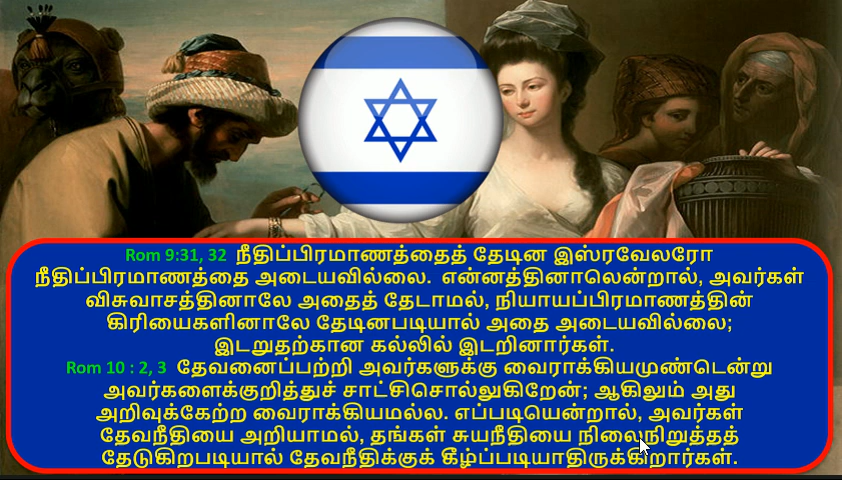 Rom 9:31, 32 நீதிப்பிரமாணத்தைத் தேடின இஸ்ரவேலரோ
நீதிப்பிரமாணத்தை அடையவில்லை. என்னத்தினாலென்றால், அவர்கள்
விசுவாசத்தினாலே அதைத் தேடாமல், நியாயப்பிரமாணத்தின்
கிரியைகளினாலே தேடினபடியால் அதை அடையவில்லை;
இடறுதற்கான கல்லில் இடறினார்கள்.
Rom 10 : 2, 3 தேவனைப்பற்றி அவர்களுக்கு வைராக்கியமுண்டென்று
அவர்களைக்குறித்துச் சாட்சிசொல்லுகிறேன்; ஆகிலும் அது
அறிவுக்கேற்ற வைராக்கியமல்ல. எப்படியென்றால், அவர்கள்
தேவநீதியை அறியாமல், தங்கள் சுயநீதியை நிலைநிறுத்தத்
தேடுகிறபடியால் தேவநீதிக்குக் கீழ்ப்படியாதிருக்கிறார்கள்.